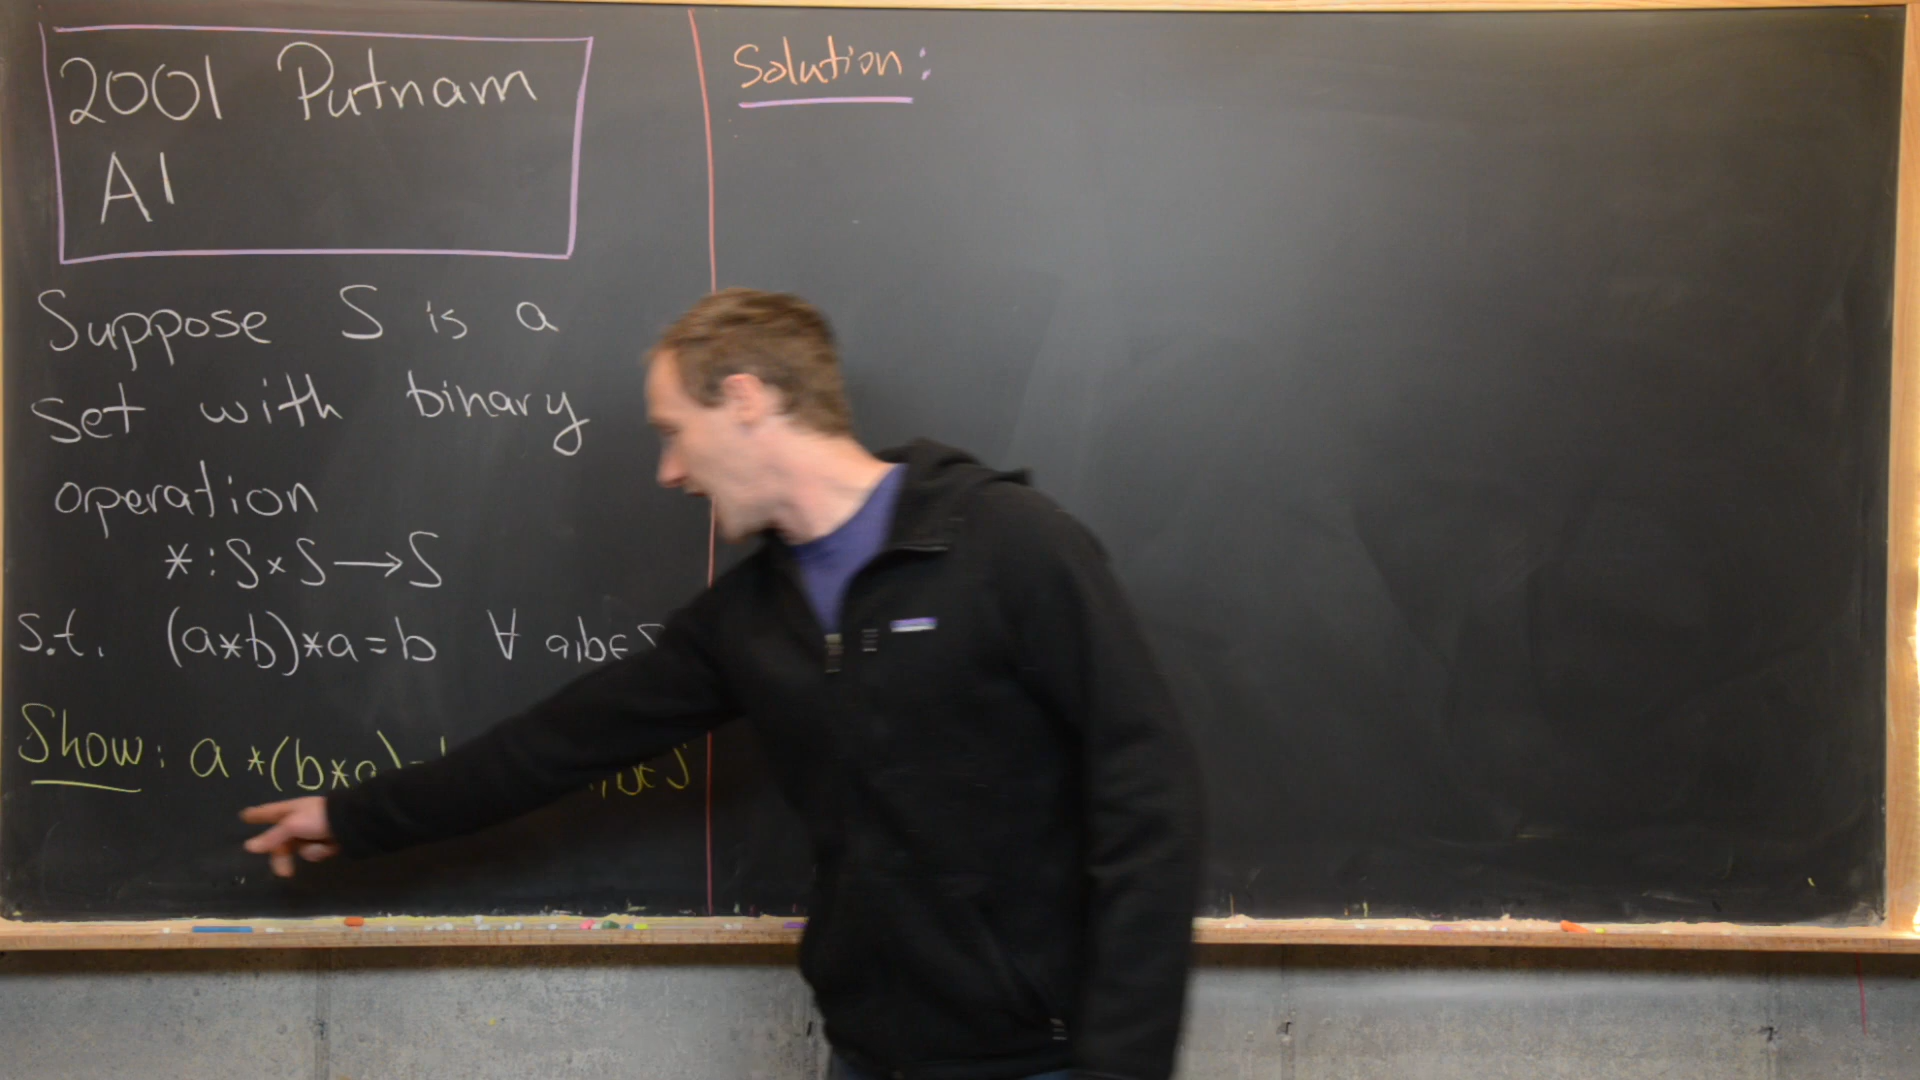 2001 Putnam
A1
Suppose S is a
set with binary
operation
*:S×S→S
s.t. (a*b)*a=b ∀ a,b∈S
Show: a*(b*a)=
Solution: